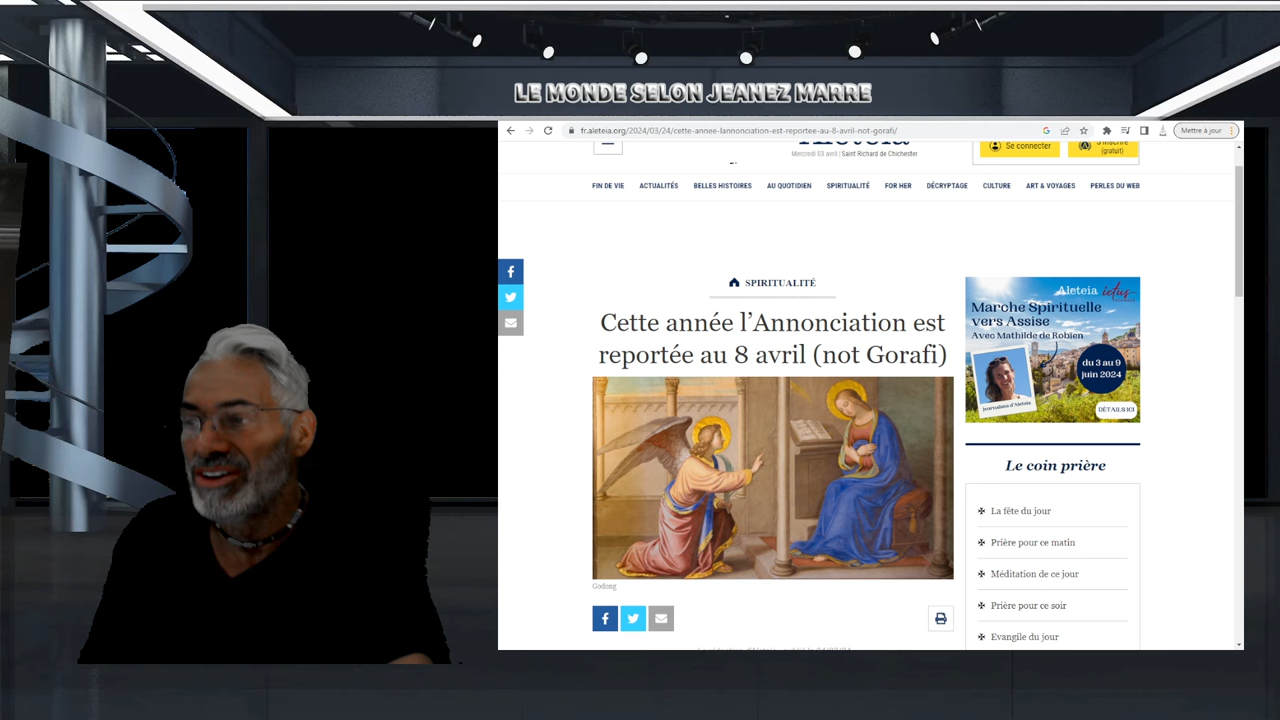 LE MONDE SELON JEANEZ MARRE
fr.aleteia.org/2024/03/24/cette-annee-lannonciation-est-reportee-au-8-avril-not-gorafi/
Mettre à jour
Mercredi 03 avril | Saint Richard de Chichester
Se connecter
S'inscrire
(gratuit)
FIN DE VIE ACTUALITÉS BELLES HISTOIRES AU QUOTIDIEN SPIRITUALITÉ FOR HER DÉCRYPTAGE CULTURE ART & VOYAGES PERLES DU WEB
SPIRITUALITÉ
Cette année l’Annonciation est
reportée au 8 avril (not Gorafi)
Godong
Aleteia ictus
Marche Spirituelle
vers Assise
Avec Mathilde de Robien
du 3 au 9
juin 2024
Journaliste d'Aleteia
DÉTAILS ICI
Le coin prière
La fête du jour
Prière pour ce matin
Méditation de ce jour
Prière pour ce soir
Evangile du jour